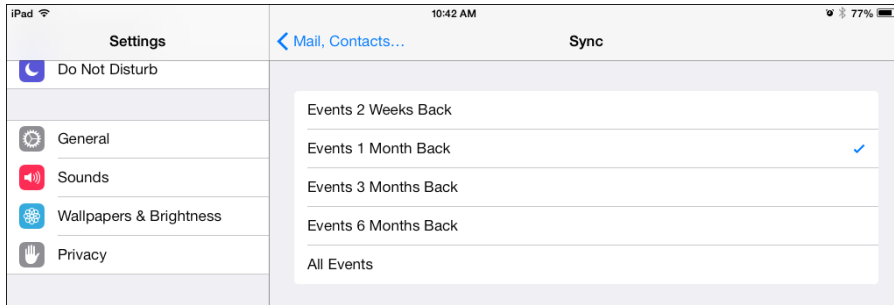 iPad 10:42 AM 77%
Settings
Do Not Disturb
General
Sounds
Wallpapers & Brightness
Privacy
Mail, Contacts... Sync
Events 2 Weeks Back
Events 1 Month Back
Events 3 Months Back
Events 6 Months Back
All Events